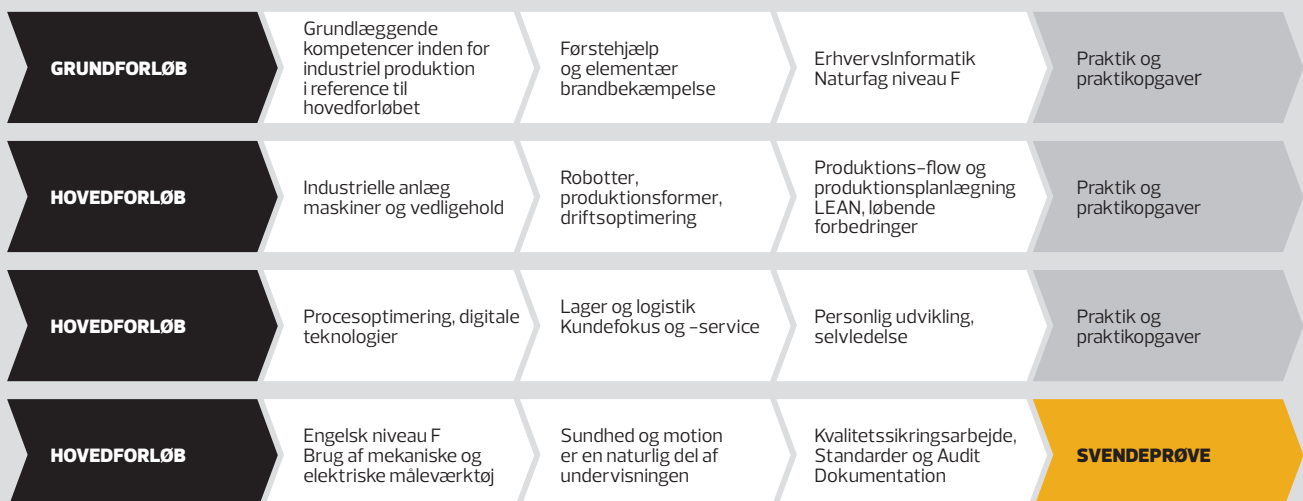 GRUNDFORLØB
Grundlæggende
kompetencer inden for
industriel produktion
i reference til
hovedforløbet
Førstehjælp
og elementær
brandbekæmpelse
ErhvervsInformatik
Naturfag niveau F
Praktik og
praktikopgaver
HOVEDFORLØB
Industrielle anlæg
maskiner og vedligehold
Robotter,
produktionsformer,
driftsoptimering
Produktions-flow og
produktionsplanlægning
LEAN, løbende
forbedringer
Praktik og
praktikopgaver
HOVEDFORLØB
Procesoptimering, digitale
teknologier
Lager og logistik
Kundefokus og -service
Personlig udvikling,
selvledelse
Praktik og
praktikopgaver
HOVEDFORLØB
Engelsk niveau F
Brug af mekaniske og
elektriske måleværktøj
Sundhed og motion
er en naturlig del af
undervisningen
Kvalitetssikringsarbejde,
Standarder og Audit
Dokumentation
SVENDEPRØVE